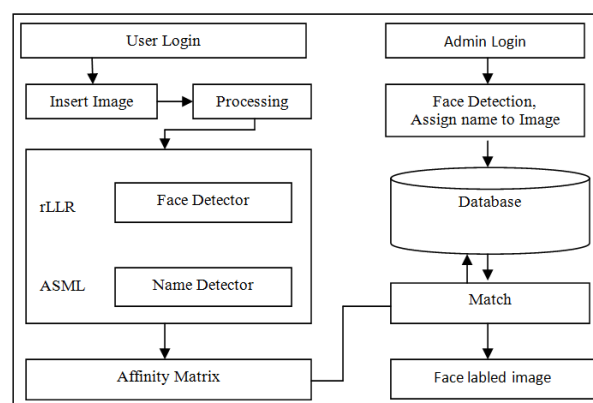 User Login
Insert Image
Processing
rLLR
Face Detector
ASML
Name Detector
Affinity Matrix
Admin Login
Face Detection,
Assign name to Image
Database
Match
Face labled image